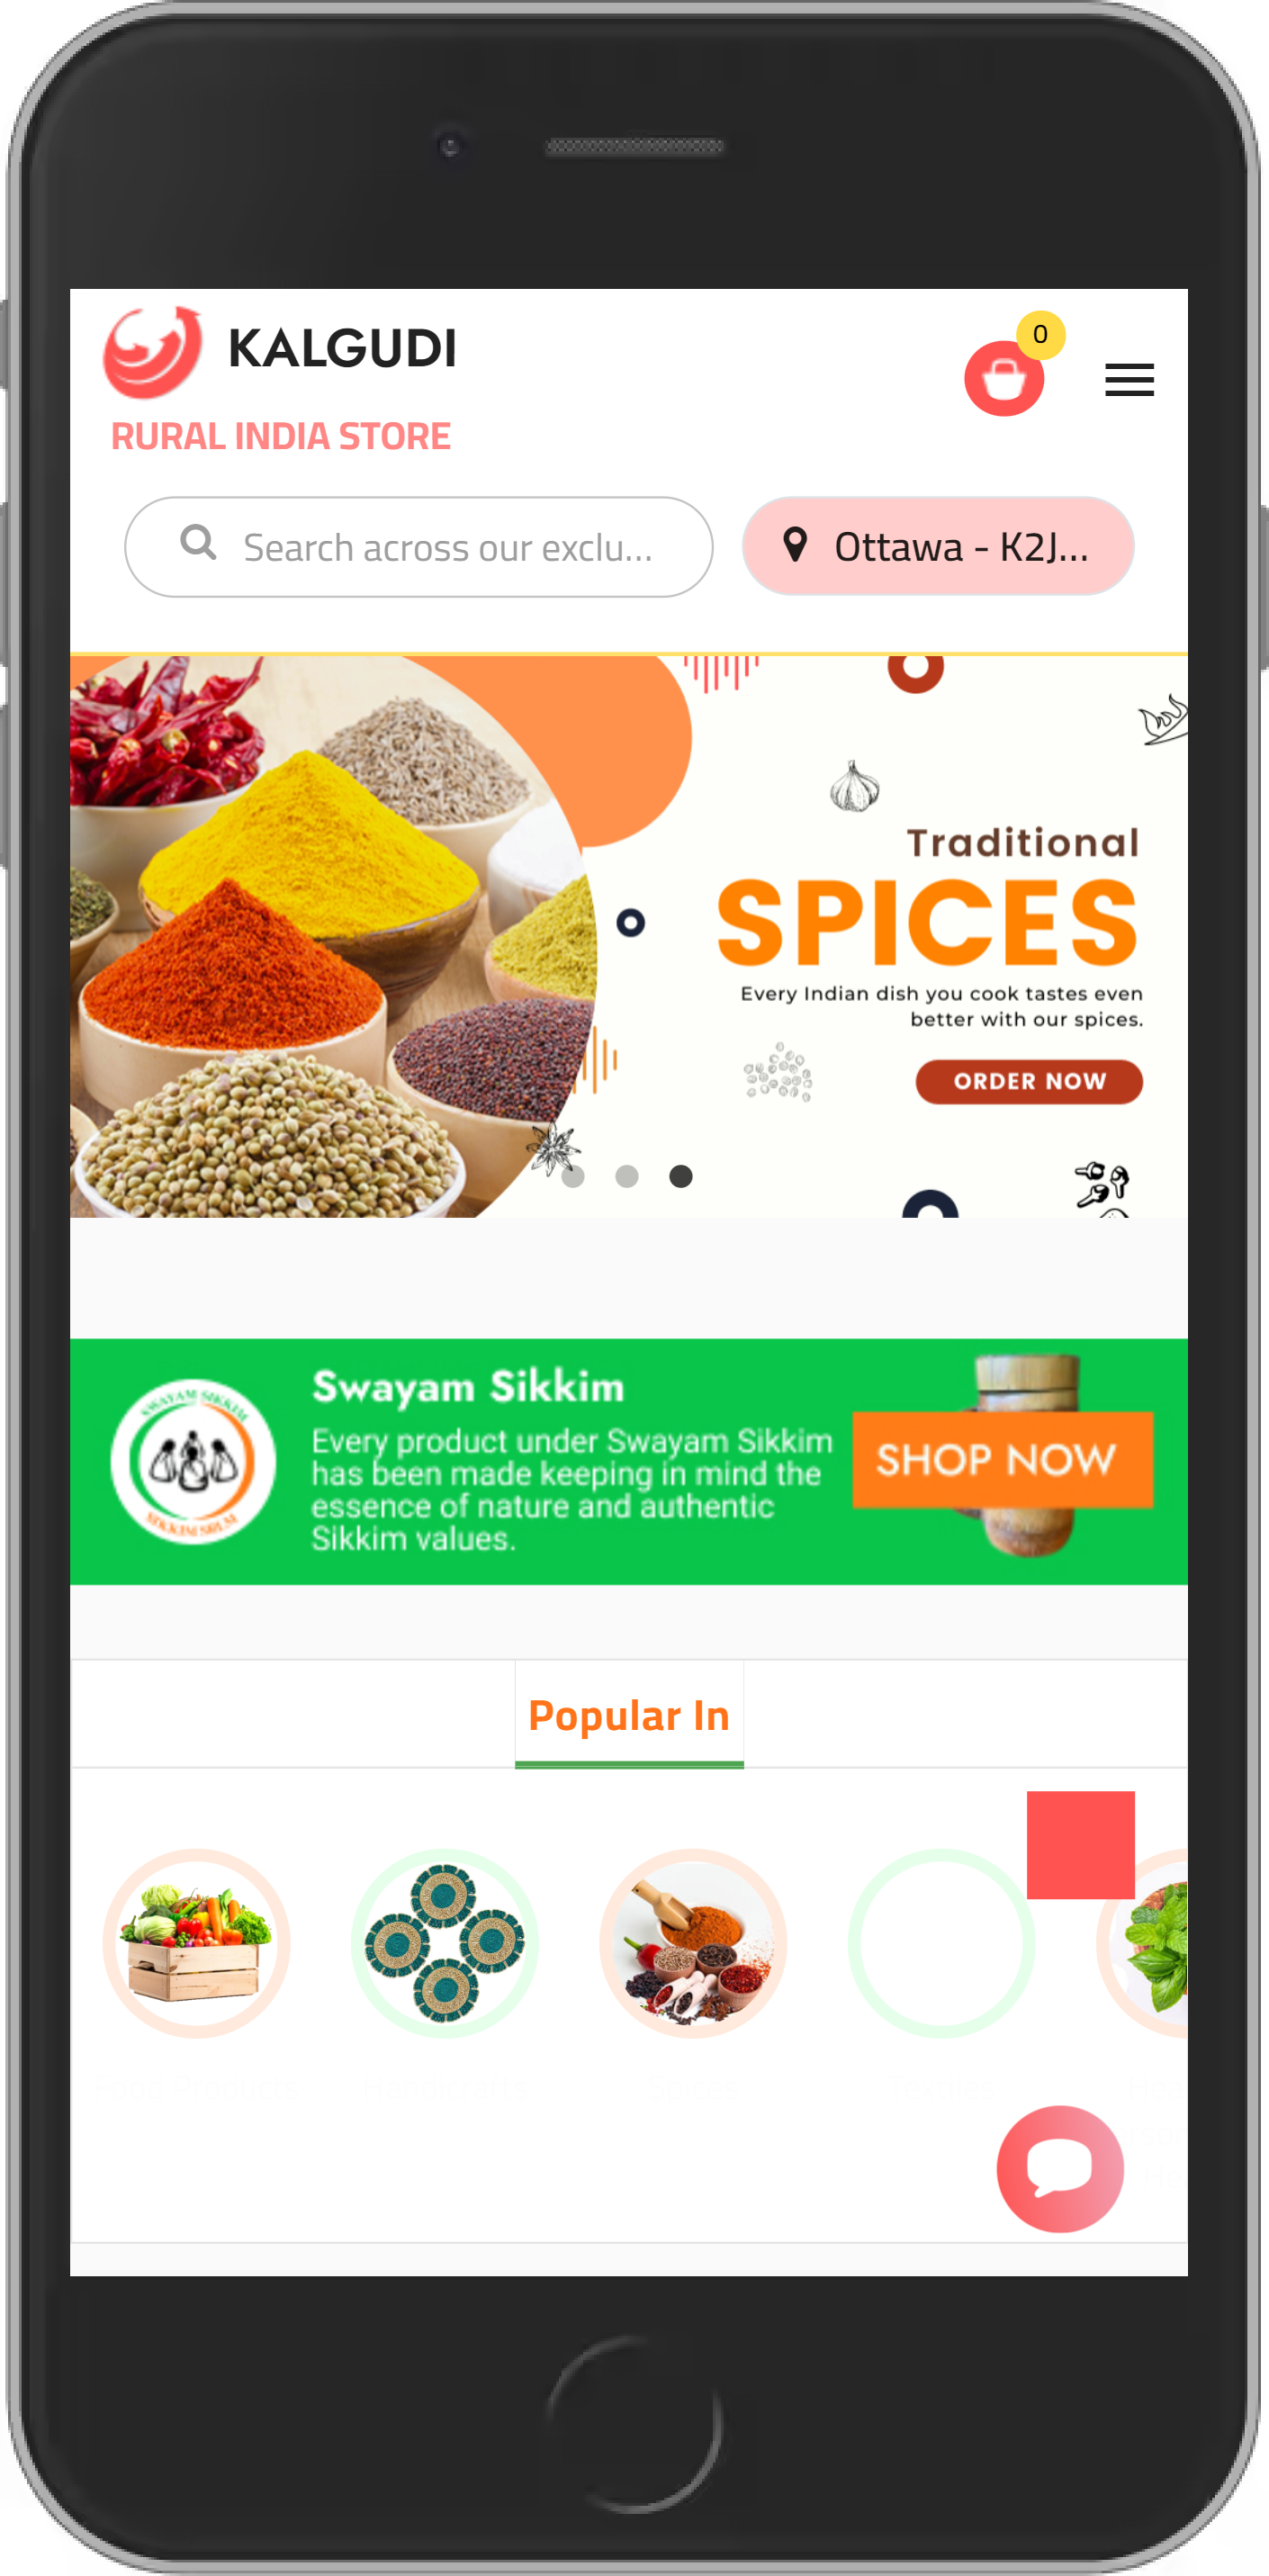 KALGUDI
0
RURAL INDIA STORE
Search across our exclu...
Ottawa - K2J...
Traditional
SPICES
Every Indian dish you cook tastes even
better with our spices.
ORDER NOW
SWAYAM SIKKIM
Swayam Sikkim
Every product under Swayam Sikkim
has been made keeping in mind the
essence of nature and authentic
Sikkim values.
SIKKIM SRLM
SHOP NOW
Popular In